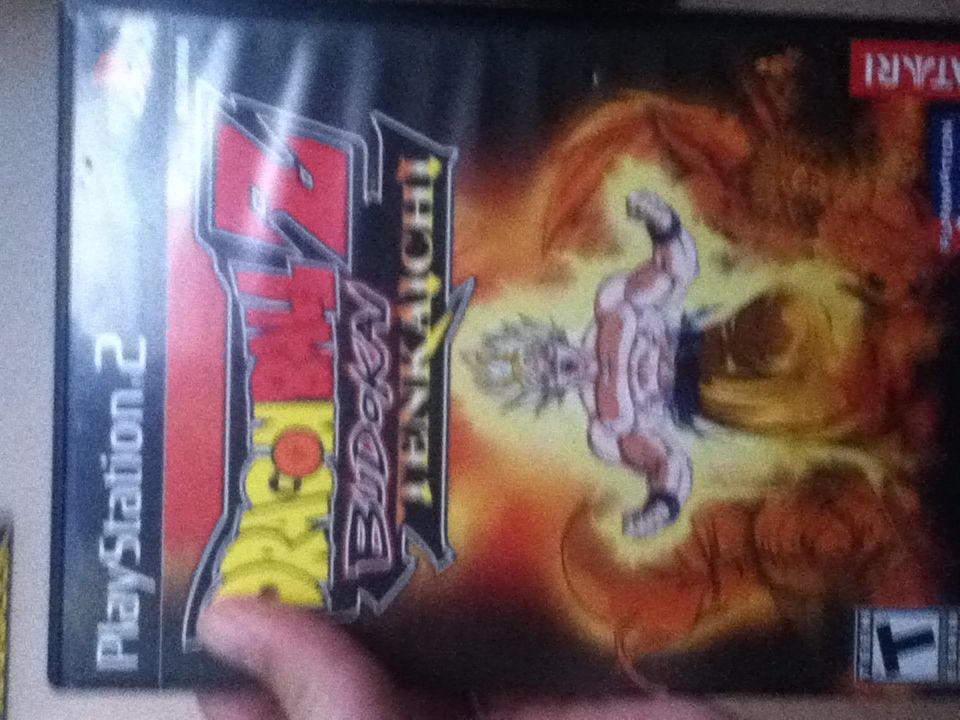 PlayStation.2
DRAGON BALL Z
BUDOKAI
TENKAICHI
T
ATARI